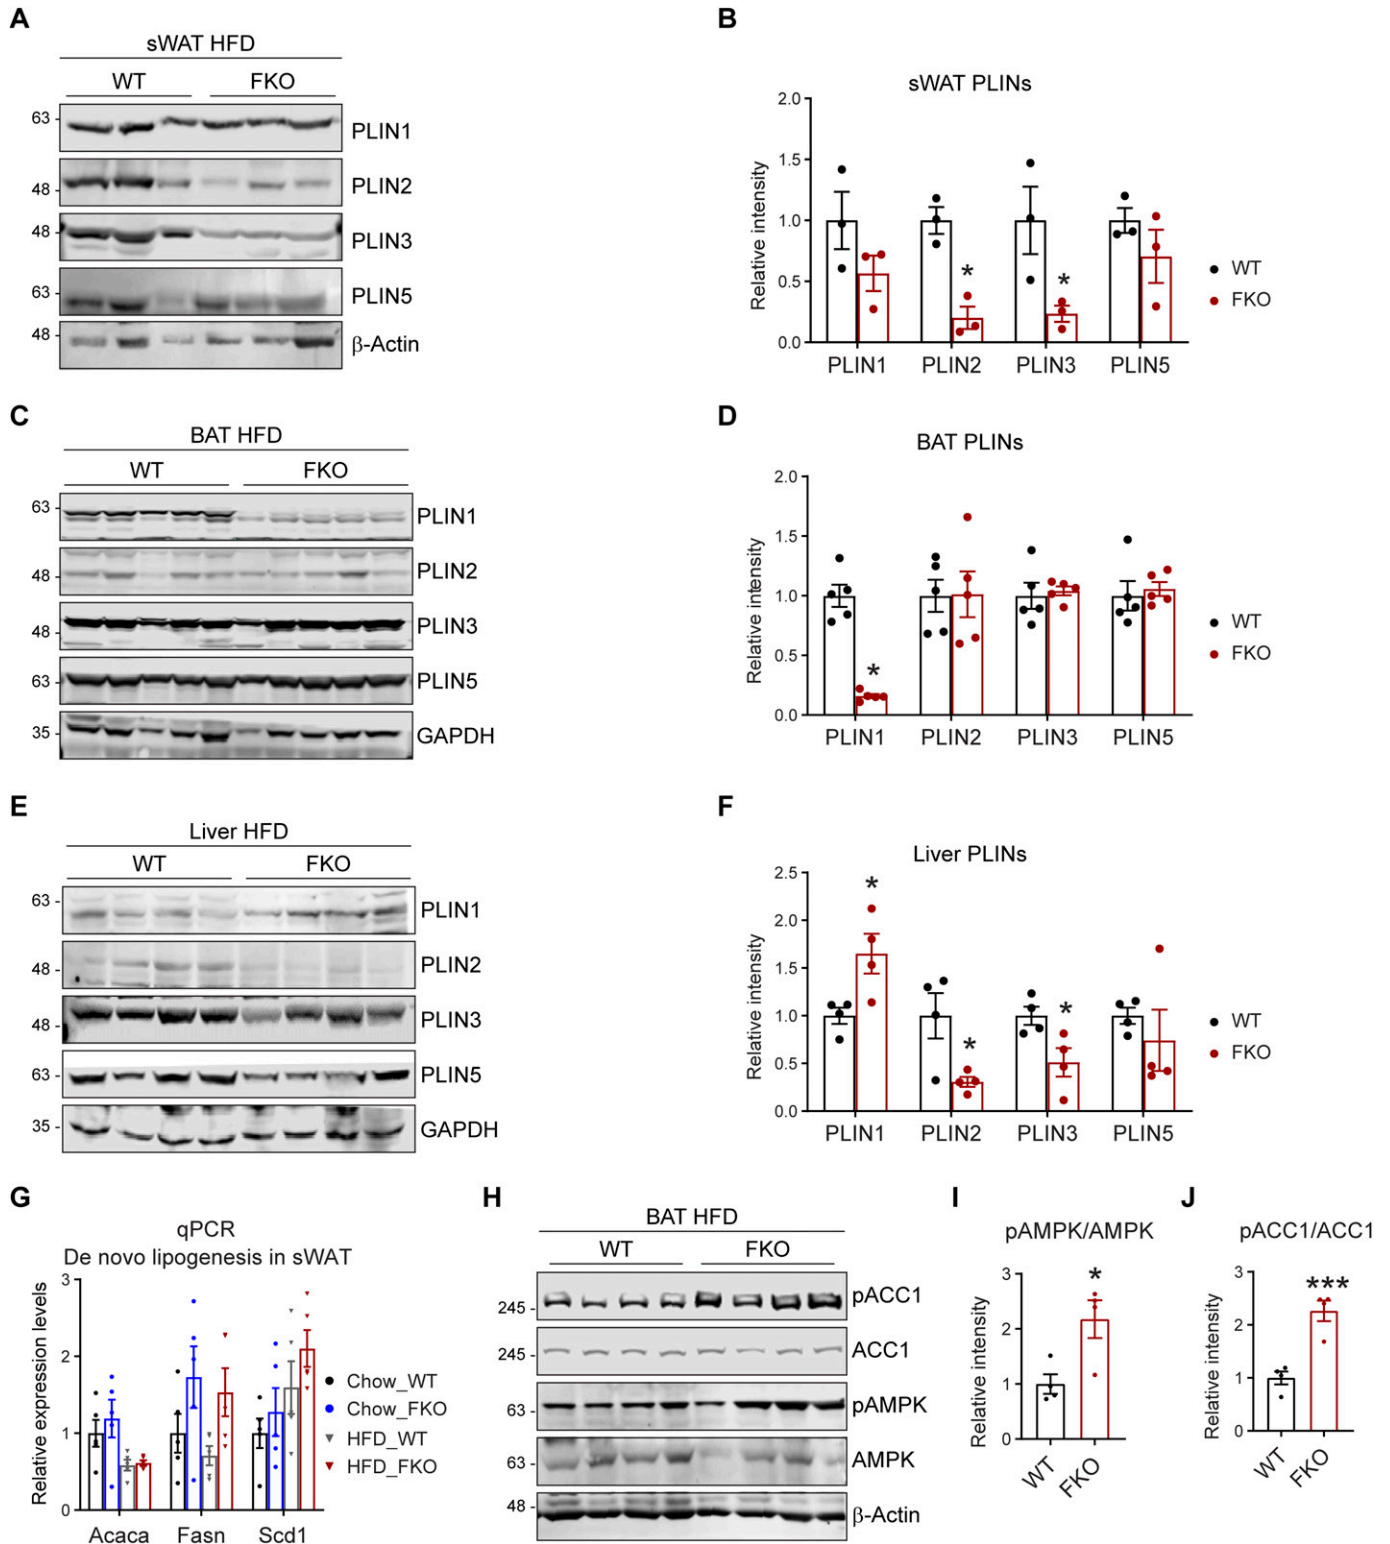 A
sWAT HFD
WT FKO
63 - PLIN1
48 - PLIN2
48 - PLIN3
63 - PLIN5
48 - β-Actin
B
sWAT PLINs
Relative intensity
2.0
1.5
1.0
0.5
0.0
* *
PLIN1 PLIN2 PLIN3 PLIN5
WT
FKO
C
BAT HFD
WT FKO
63 - PLIN1
48 - PLIN2
48 - PLIN3
63 - PLIN5
35 - GAPDH
D
BAT PLINs
Relative intensity
2.0
1.5
1.0
0.5
0.0
*
PLIN1 PLIN2 PLIN3 PLIN5
WT
FKO
E
Liver HFD
WT FKO
63 - PLIN1
48 - PLIN2
48 - PLIN3
63 - PLIN5
35 - GAPDH
F
Liver PLINs
Relative intensity
2.5
2.0
1.5
1.0
0.5
0.0
* * *
PLIN1 PLIN2 PLIN3 PLIN5
WT
FKO
G
qPCR
De novo lipogenesis in sWAT
Relative expression levels
3
2
1
0
Acaca Fasn Scd1
Chow_WT
Chow_FKO
HFD_WT
HFD_FKO
H
BAT HFD
WT FKO
245 - pACC1
245 - ACC1
63 - pAMPK
63 - AMPK
48 - β-Actin
I
pAMPK/AMPK
Relative intensity
3
2
1
0
*
WT FKO
J
pACC1/ACC1
Relative intensity
3
2
1
0
***
WT FKO